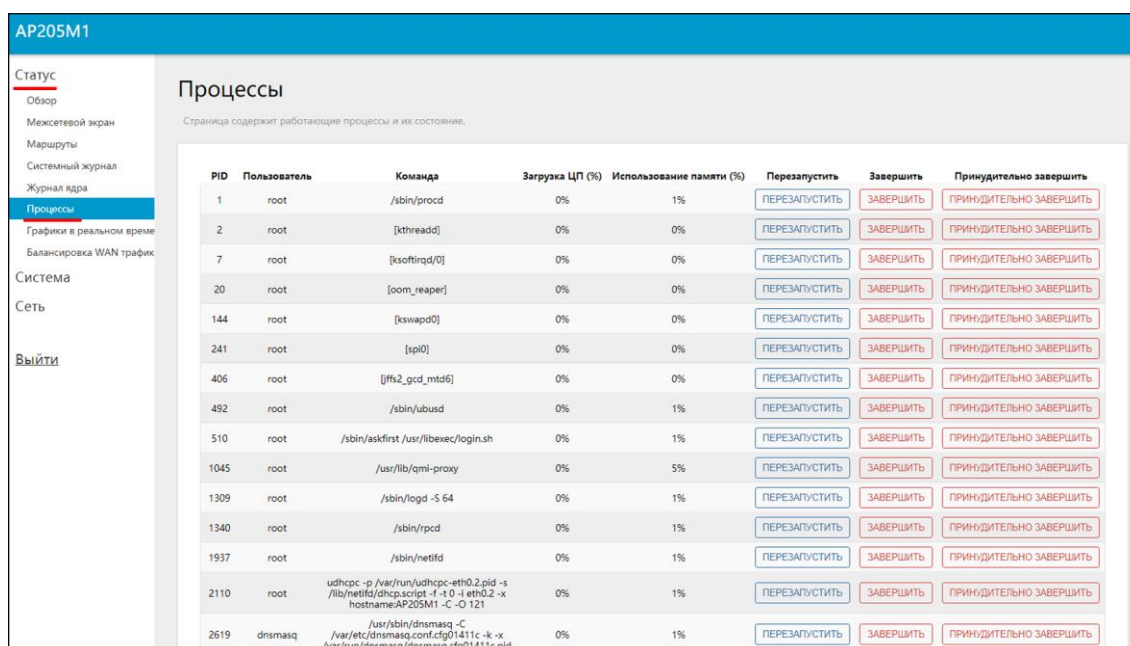 AP205M1
Статус
Обзор
Межсетевой экран
Маршруты
Системный журнал
Журнал ядра
Процессы
Графики в реальном време
Балансировка WAN трафик
Система
Сеть
Выйти
Процессы
Страница содержит работающие процессы и их состояние.
PID Пользователь Команда Загрузка ЦП (%) Использование памяти (%) Перезапустить Завершить Принудительно завершить
1 root /sbin/procd 0% 1% ПЕРЕЗАПУСТИТЬ ЗАВЕРШИТЬ ПРИНУДИТЕЛЬНО ЗАВЕРШИТЬ
2 root [kthreadd] 0% 0% ПЕРЕЗАПУСТИТЬ ЗАВЕРШИТЬ ПРИНУДИТЕЛЬНО ЗАВЕРШИТЬ
7 root [ksoftirqd/0] 0% 0% ПЕРЕЗАПУСТИТЬ ЗАВЕРШИТЬ ПРИНУДИТЕЛЬНО ЗАВЕРШИТЬ
20 root [oom_reaper] 0% 0% ПЕРЕЗАПУСТИТЬ ЗАВЕРШИТЬ ПРИНУДИТЕЛЬНО ЗАВЕРШИТЬ
144 root [kswapd0] 0% 0% ПЕРЕЗАПУСТИТЬ ЗАВЕРШИТЬ ПРИНУДИТЕЛЬНО ЗАВЕРШИТЬ
241 root [spi0] 0% 0% ПЕРЕЗАПУСТИТЬ ЗАВЕРШИТЬ ПРИНУДИТЕЛЬНО ЗАВЕРШИТЬ
406 root [jffs2_gcd_mtd6] 0% 0% ПЕРЕЗАПУСТИТЬ ЗАВЕРШИТЬ ПРИНУДИТЕЛЬНО ЗАВЕРШИТЬ
492 root /sbin/ubusd 0% 1% ПЕРЕЗАПУСТИТЬ ЗАВЕРШИТЬ ПРИНУДИТЕЛЬНО ЗАВЕРШИТЬ
510 root /sbin/askfirst /usr/libexec/login.sh 0% 1% ПЕРЕЗАПУСТИТЬ ЗАВЕРШИТЬ ПРИНУДИТЕЛЬНО ЗАВЕРШИТЬ
1045 root /usr/lib/qmi-proxy 0% 5% ПЕРЕЗАПУСТИТЬ ЗАВЕРШИТЬ ПРИНУДИТЕЛЬНО ЗАВЕРШИТЬ
1309 root /sbin/logd -S 64 0% 1% ПЕРЕЗАПУСТИТЬ ЗАВЕРШИТЬ ПРИНУДИТЕЛЬНО ЗАВЕРШИТЬ
1340 root /sbin/rpcd 0% 1% ПЕРЕЗАПУСТИТЬ ЗАВЕРШИТЬ ПРИНУДИТЕЛЬНО ЗАВЕРШИТЬ
1937 root /sbin/netifd 0% 1% ПЕРЕЗАПУСТИТЬ ЗАВЕРШИТЬ ПРИНУДИТЕЛЬНО ЗАВЕРШИТЬ
udhcpc -p /var/run/udhcpc-eth0.2.pid -s
2110 root /lib/netifd/dhcp.script -f -t 0 -i eth0.2 -x 0% 1% ПЕРЕЗАПУСТИТЬ ЗАВЕРШИТЬ ПРИНУДИТЕЛЬНО ЗАВЕРШИТЬ
hostname:AP205M1 -C -O 121
/usr/sbin/dnsmasq -C
2619 dnsmasq /var/etc/dnsmasq.conf.cfg01411c -k -x 0% 1% ПЕРЕЗАПУСТИТЬ ЗАВЕРШИТЬ ПРИНУДИТЕЛЬНО ЗАВЕРШИТЬ
/var/run/dnsmasq/dnsmasq.cfg01411c.pid